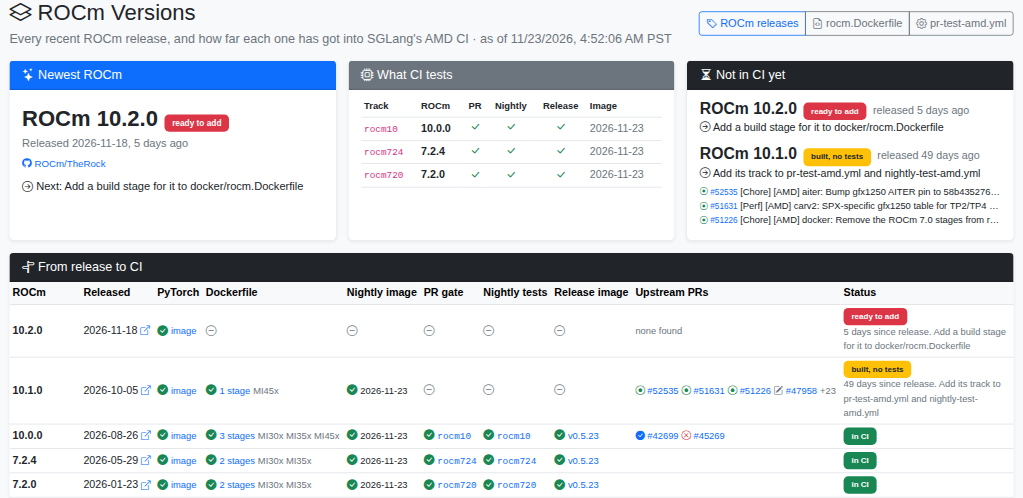 ROCm Versions
ROCm releases
rocm.Dockerfile
pr-test-amd.yml
Every recent ROCm release, and how far each one has got into SGLang's AMD CI · as of 11/23/2026, 4:52:06 AM PST
Newest ROCm
ROCm 10.2.0 ready to add
Released 2026-11-18, 5 days ago
ROCm/TheRock
Next: Add a build stage for it to docker/rocm.Dockerfile
What CI tests
Track ROCm PR Nightly Release Image
rocm10 10.0.0 2026-11-23
rocm724 7.2.4 2026-11-23
rocm720 7.2.0 2026-11-23
Not in CI yet
ROCm 10.2.0 ready to add released 5 days ago
Add a build stage for it to docker/rocm.Dockerfile
ROCm 10.1.0 built, no tests released 49 days ago
Add its track to pr-test-amd.yml and nightly-test-amd.yml
#52535 [Chore] [AMD] aiter: Bump gfx1250 AITER pin to 58b435276…
#51631 [Perf] [AMD] carv2: SPX-specific gfx1250 table for TP2/TP4 …
#51226 [Chore] [AMD] docker: Remove the ROCm 7.0 stages from r…
From release to CI
ROCm Released PyTorch Dockerfile Nightly image PR gate Nightly tests Release image Upstream PRs Status
10.2.0 2026-11-18 image none found ready to add
5 days since release. Add a build stage
for it to docker/rocm.Dockerfile
10.1.0 2026-10-05 image 1 stage MI45x 2026-11-23 #52535 #51631 #51226 #47958 +23 built, no tests
49 days since release. Add its track to
pr-test-amd.yml and nightly-test-
amd.yml
10.0.0 2026-08-26 image 3 stages MI30x MI35x MI45x 2026-11-23 rocm10 rocm10 v0.5.23 #42699 #45269 in CI
7.2.4 2026-05-29 image 2 stages MI30x MI35x 2026-11-23 rocm724 rocm724 v0.5.23 in CI
7.2.0 2026-01-23 image 2 stages MI30x MI35x 2026-11-23 rocm720 rocm720 v0.5.23 in CI